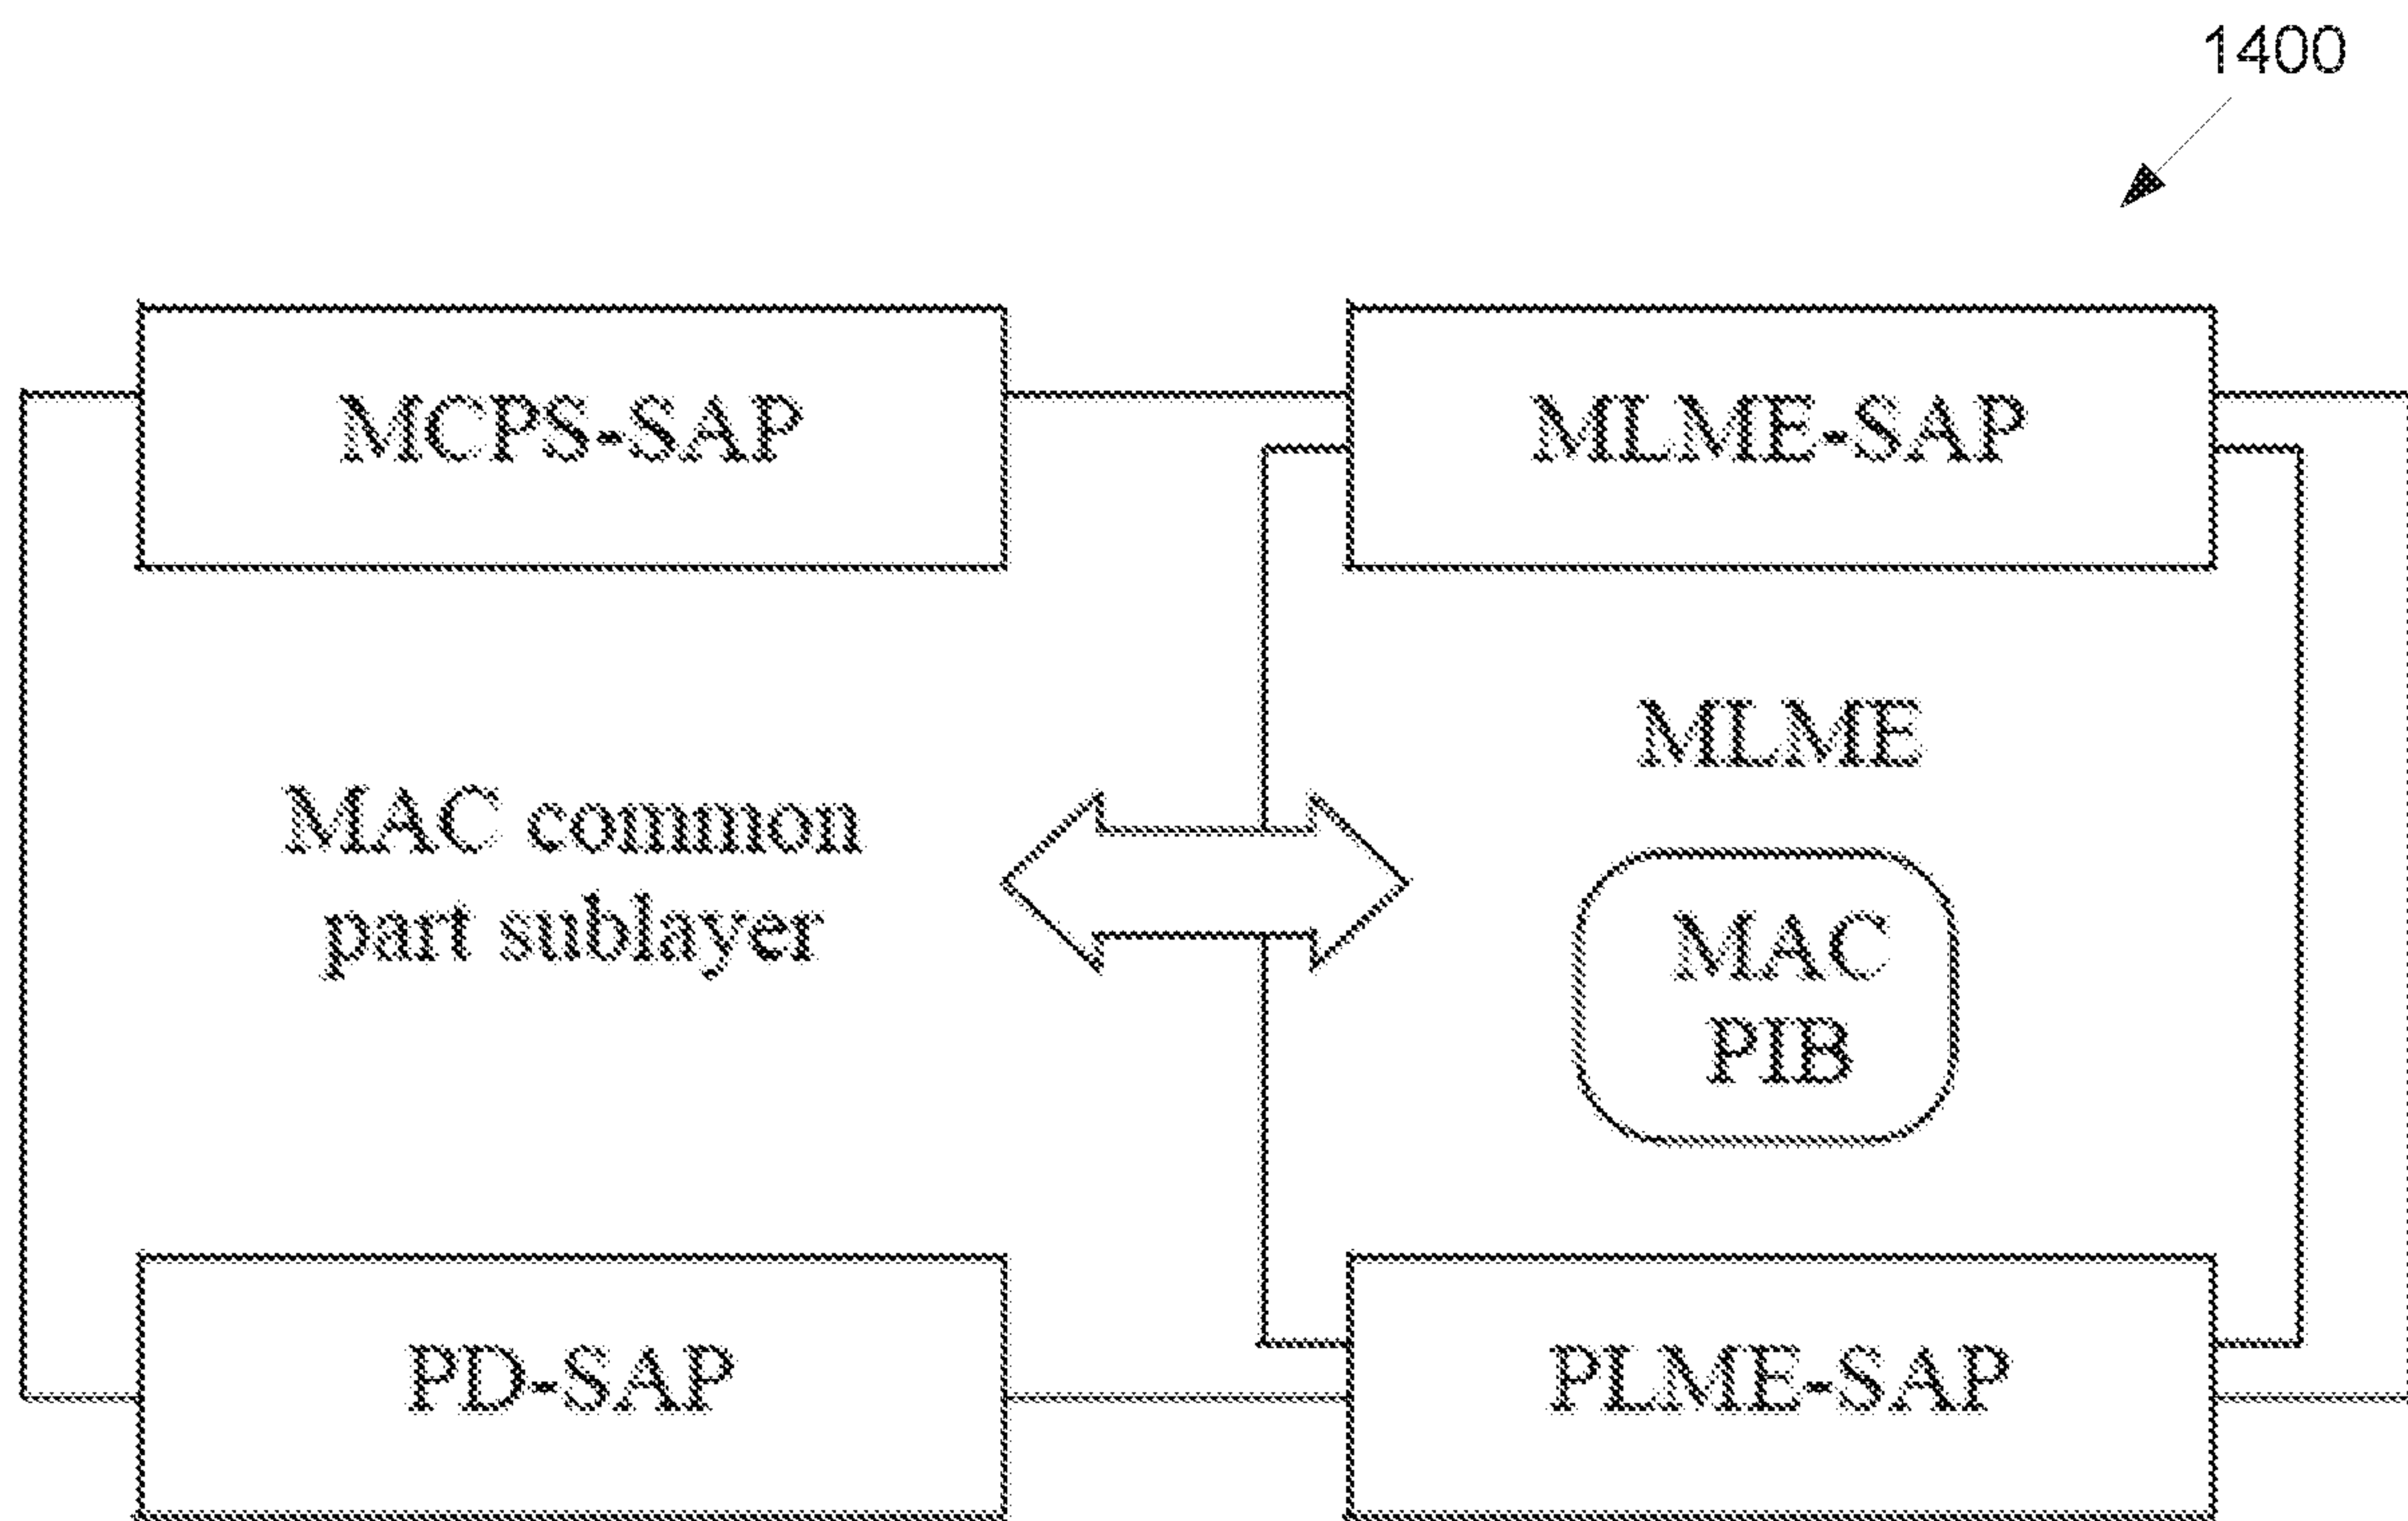 1400
MCPS-SAP
MLME-SAP
MLME
MAC common
part sublayer
MAC
PIB
PD-SAP
PLME-SAP